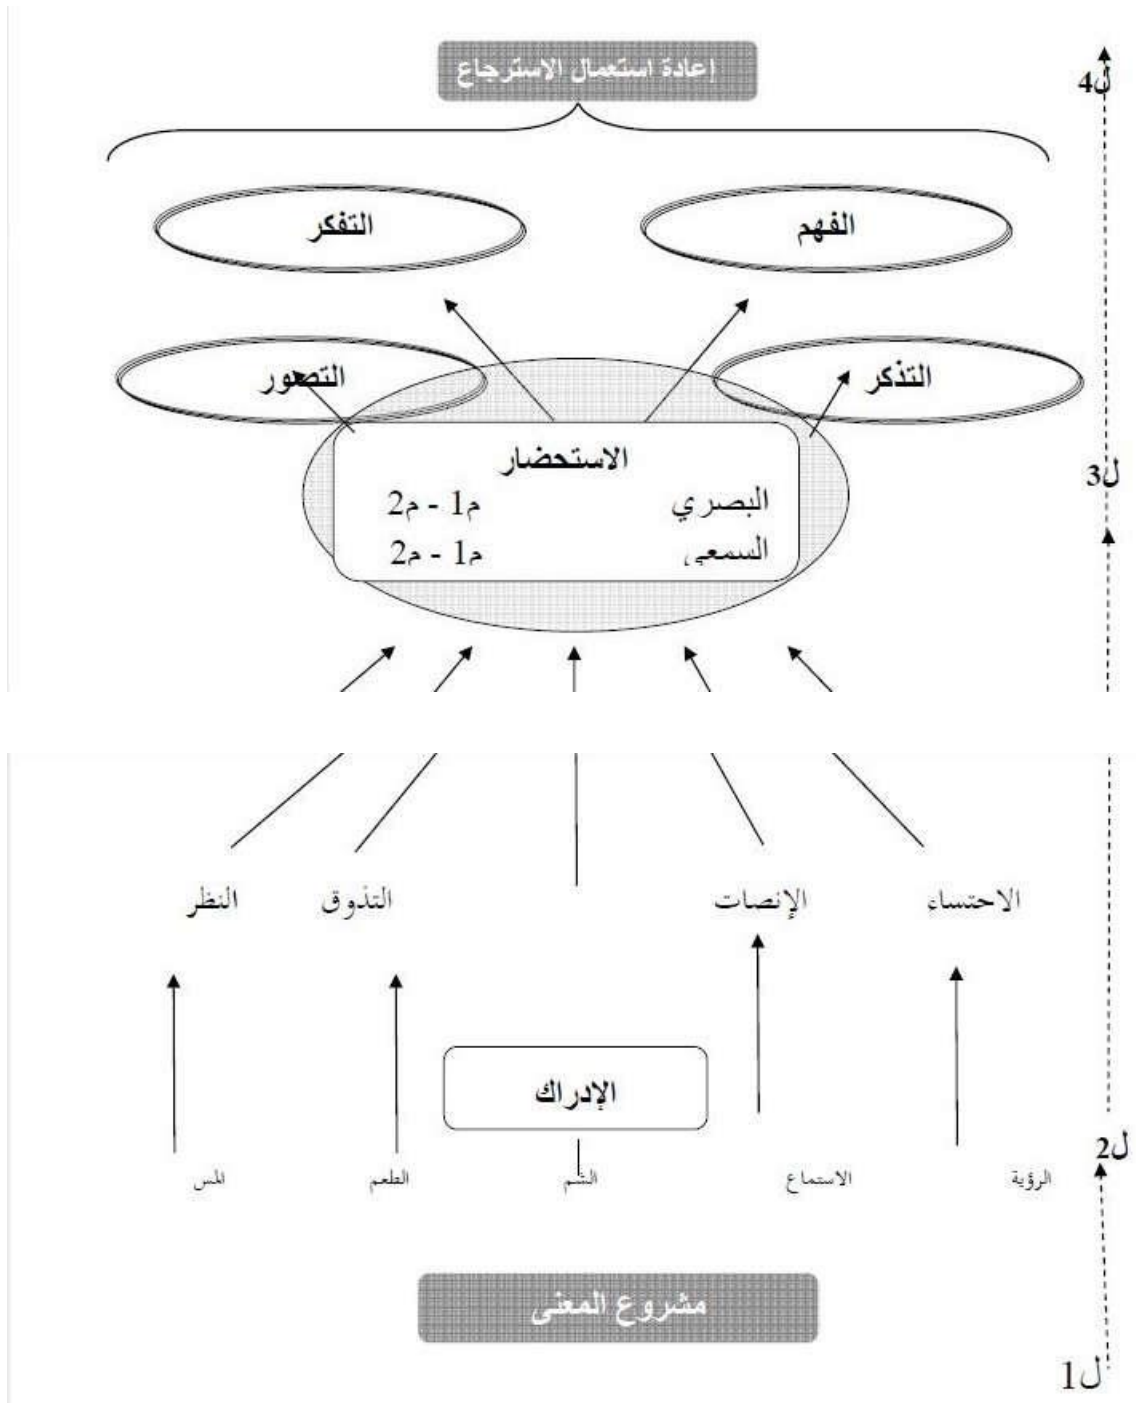 إعادة استعمال الاسترجاع
ل4
الفهم
التفكر
التذكر
التصور
الاستحضار
ل3
البصري م1 - م2
السمعي م1 - م2
الاحتساء
الإنصات
التذوق
النظر
الإدراك
ل2
الرؤية
الاستماع
الشم
الطعم
المس
مشروع المعنى
ل1